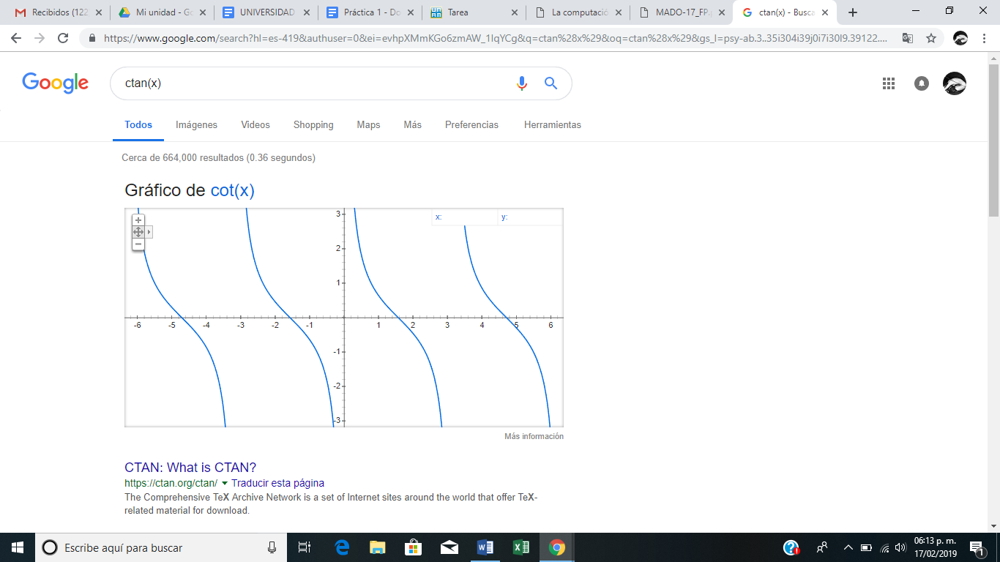 Recibidos (122
Mi unidad - Go
UNIVERSIDAD
Práctica 1 - Do
Tarea
La computació
MADO-17_FP.p
ctan(x) - Busca
https://www.google.com/search?hl=es-419&authuser=0&ei=evhpXMmKGo6zmAW_1IqYCg&q=ctan%28x%29&oq=ctan%28x%29&gs_l=psy-ab.3..35i304i39j0i7i30l9.39122....
Google
ctan(x)
Todos Imágenes Videos Shopping Maps Más Preferencias Herramientas
Cerca de 664,000 resultados (0.36 segundos)
Gráfico de cot(x)
x: y:
3
2
1
-6 -5 -4 -3 -2 -1 1 2 3 4 5 6
-1
-2
-3
Más información
CTAN: What is CTAN?
https://ctan.org/ctan/ Traducir esta página
The Comprehensive TeX Archive Network is a set of Internet sites around the world that offer TeX-
related material for download.
Escribe aquí para buscar
06:13 p. m.
17/02/2019
1